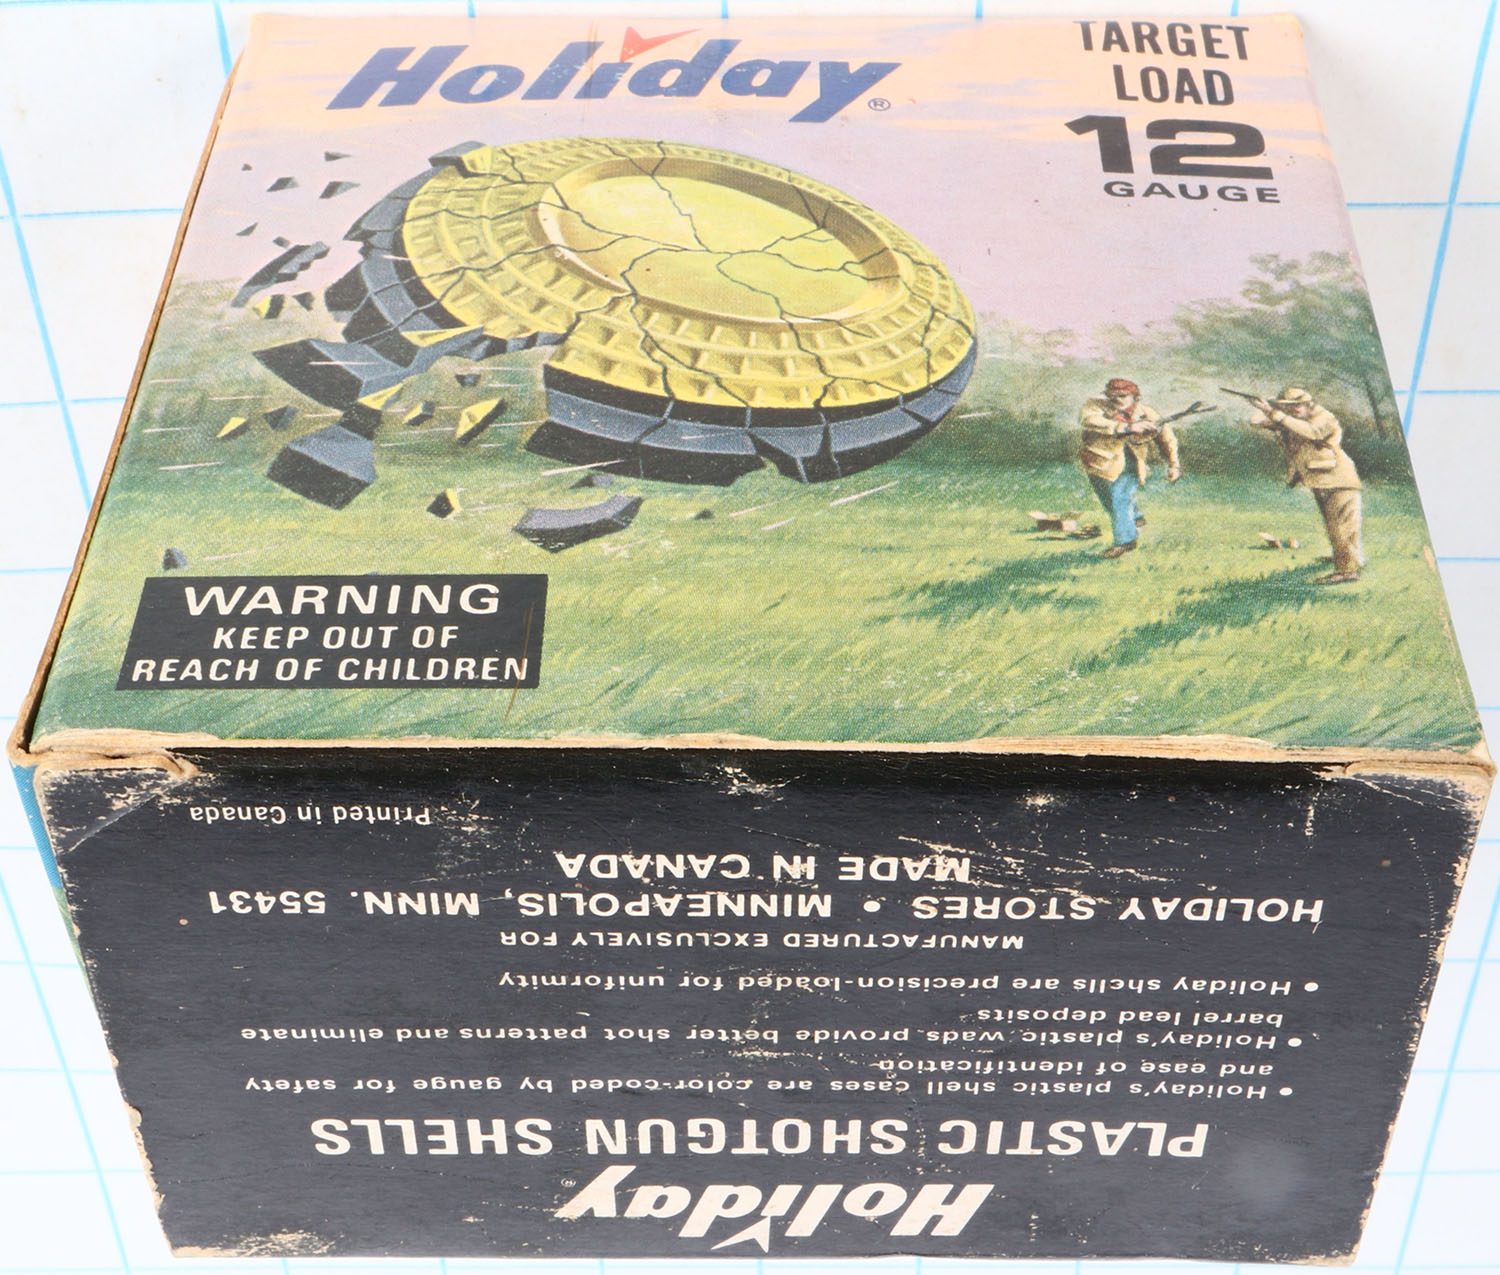 Holiday®
TARGET
LOAD
12
GAUGE
WARNING
KEEP OUT OF
REACH OF CHILDREN
Holiday®
PLASTIC SHOTGUN SHELLS
• Holiday's plastic shell cases are color-coded by gauge for safety
and ease of identification
• Holiday's plastic wads provide better shot patterns and eliminate
barrel lead deposits
• Holiday shells are precision-loaded for uniformity
MANUFACTURED EXCLUSIVELY FOR
HOLIDAY STORES • MINNEAPOLIS, MINN. 55431
MADE IN CANADA
Printed in Canada